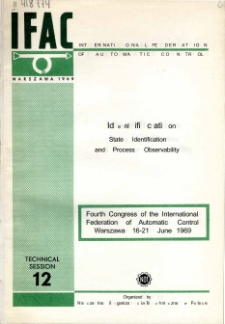 IFAC
INTERNATIONAL FEDERATION
OF AUTOMATIC CONTROL
WARSZAWA 1969
Identification
State Identification
and Process Observability
Fourth Congress of the International
Federation of Automatic Control
Warszawa 16-21 June 1969
TECHNICAL
SESSION
12
NOT
Organized by